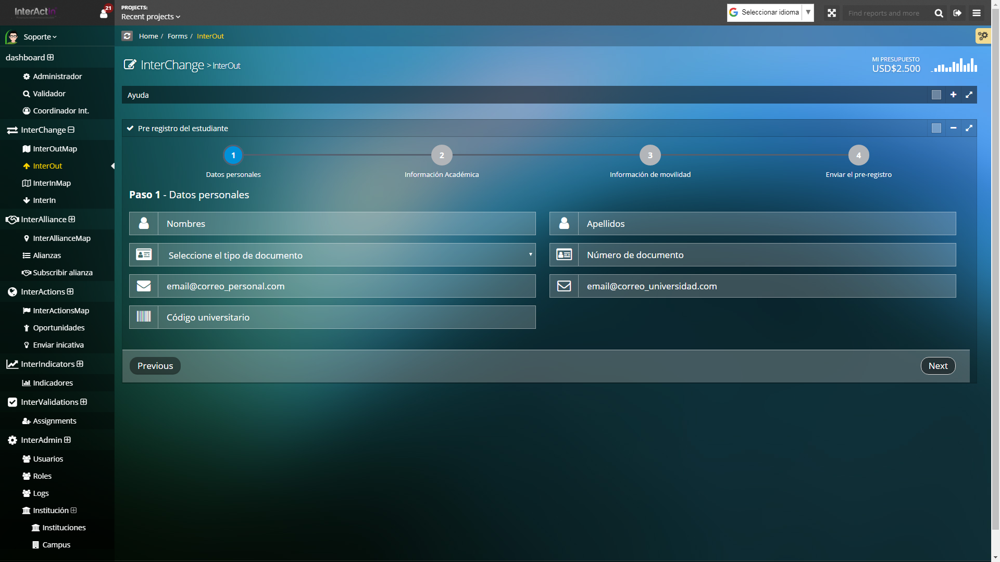 InterActin
21
PROJECTS:
Recent projects
Seleccionar idioma
Find reports and more
Soporte
Home / Forms / InterOut
dashboard
Administrador
Validador
Coordinador Int.
InterChange
InterOutMap
InterOut
InterInMap
InterIn
InterAlliance
InterAllianceMap
Alianzas
Subscribir alianza
InterActions
InterActionsMap
Oportunidades
Enviar inicativa
InterIndicators
Indicadores
InterValidations
Assignments
InterAdmin
Usuarios
Roles
Logs
Institución
Instituciones
Campus
InterChange > InterOut
MI PRESUPUESTO
USD$2.500
Ayuda
Pre registro del estudiante
1 2 3 4
Datos personales Información Académica Información de movilidad Enviar el pre-registro
Paso 1 - Datos personales
Nombres Apellidos
Seleccione el tipo de documento Número de documento
email@correo_personal.com email@correo_universidad.com
Código universitario
Previous Next